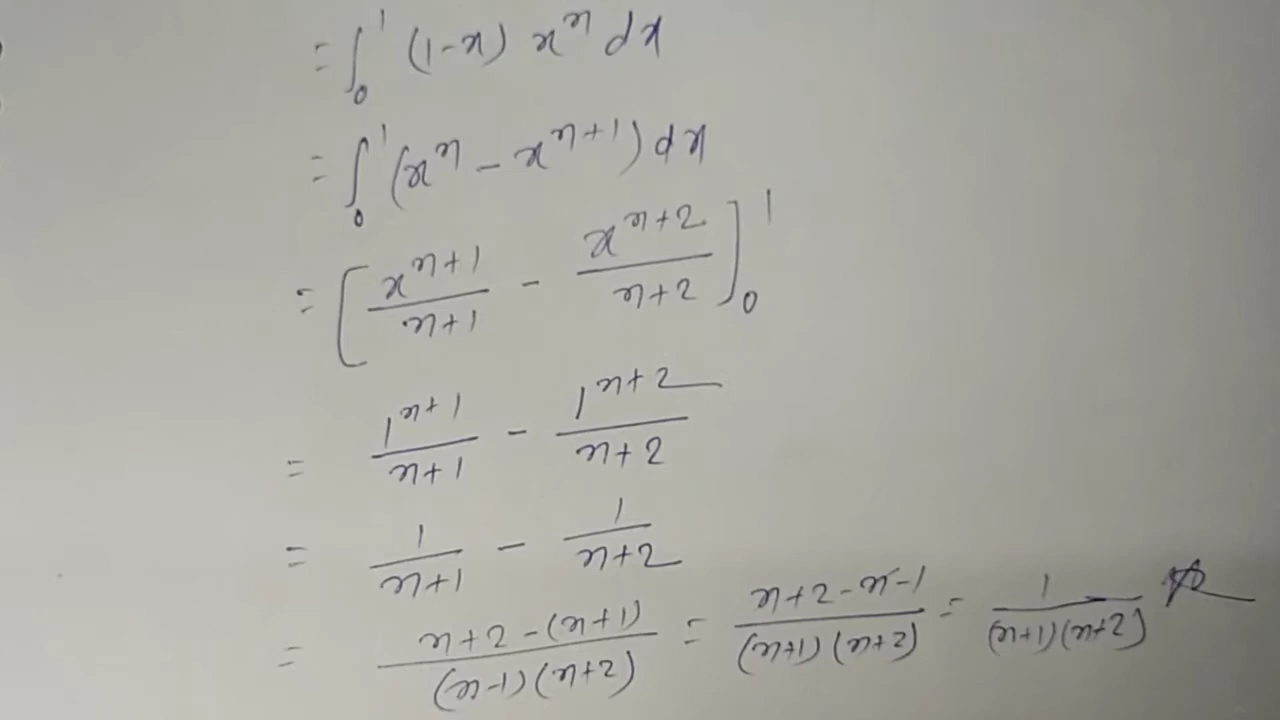 = ∫₀¹ (1-x) xⁿ dx
= ∫₀¹ (xⁿ - xⁿ⁺¹) dx
= [xⁿ⁺¹/(n+1) - xⁿ⁺²/(n+2)]₀¹
= 1ⁿ⁺¹/(n+1) - 1ⁿ⁺²/(n+2)
= 1/(n+1) - 1/(n+2)
= (n+2-(n+1))/((n+1)(n+2)) = (n+2-n-1)/((n+1)(n+2)) = 1/((n+1)(n+2))